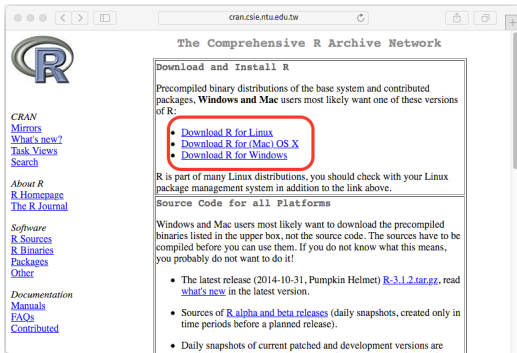 cran.csie.ntu.edu.tw
The Comprehensive R Archive Network
R
CRAN
Mirrors
What's new?
Task Views
Search
About R
R Homepage
The R Journal
Software
R Sources
R Binaries
Packages
Other
Documentation
Manuals
FAQs
Contributed
Download and Install R
Precompiled binary distributions of the base system and contributed
packages, Windows and Mac users most likely want one of these versions
of R:
• Download R for Linux
• Download R for (Mac) OS X
• Download R for Windows
R is part of many Linux distributions, you should check with your Linux
package management system in addition to the link above.
Source Code for all Platforms
Windows and Mac users most likely want to download the precompiled
binaries listed in the upper box, not the source code. The sources have to be
compiled before you can use them. If you do not know what this means,
you probably do not want to do it!
• The latest release (2014-10-31, Pumpkin Helmet) R-3.1.2.tar.gz, read
what's new in the latest version.
• Sources of R alpha and beta releases (daily snapshots, created only in
time periods before a planned release).
• Daily snapshots of current patched and development versions are